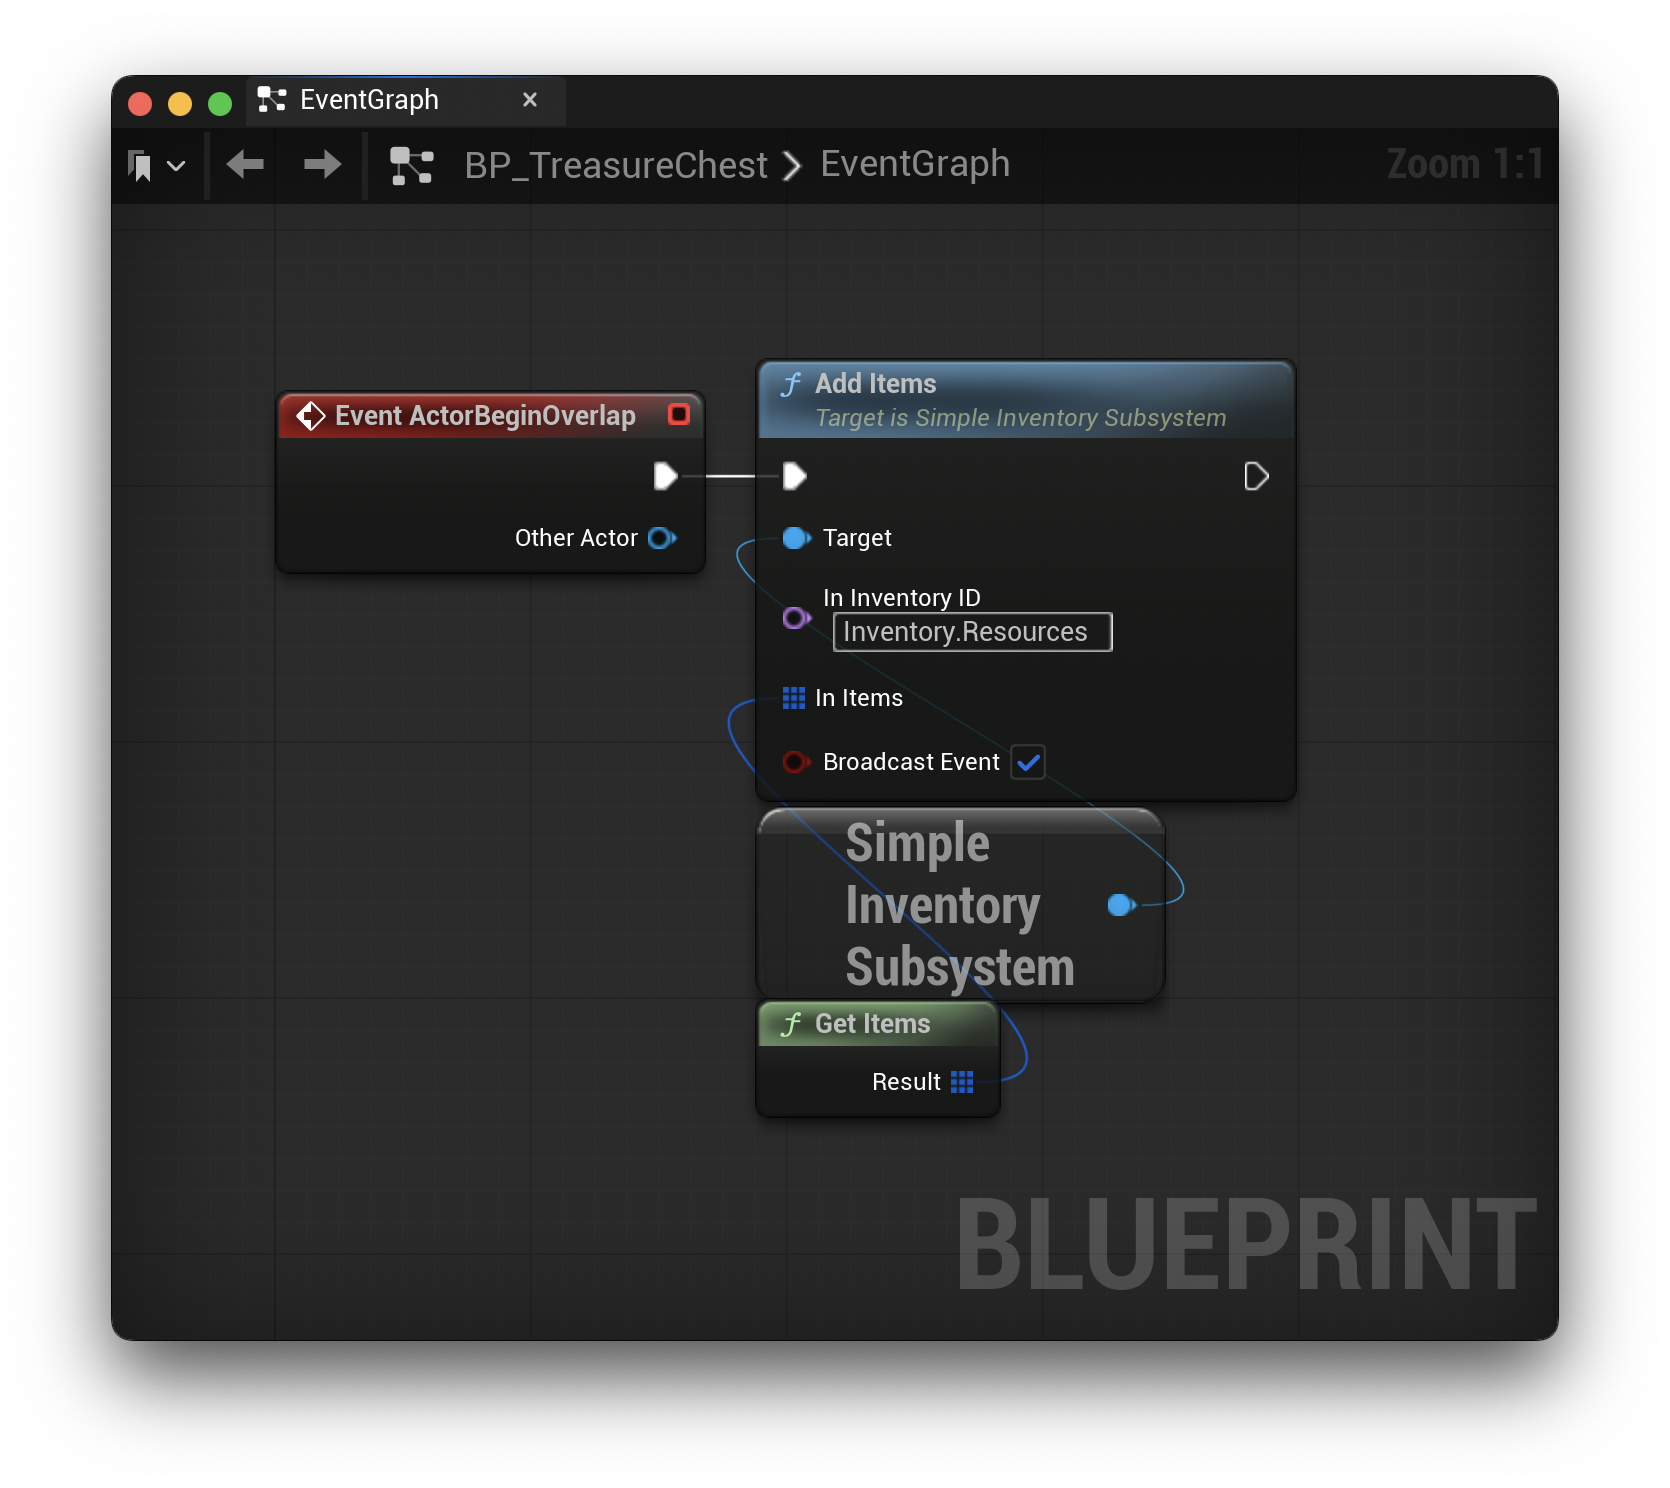 EventGraph
BP_TreasureChest
EventGraph
Zoom 1:1
Add Items
Target is Simple Inventory Subsystem
Event ActorBeginOverlap
Other Actor
Target
In Inventory ID
Inventory.Resources
In Items
Broadcast Event
Simple
Inventory
Subsystem
Get Items
Result
BLUEPRINT